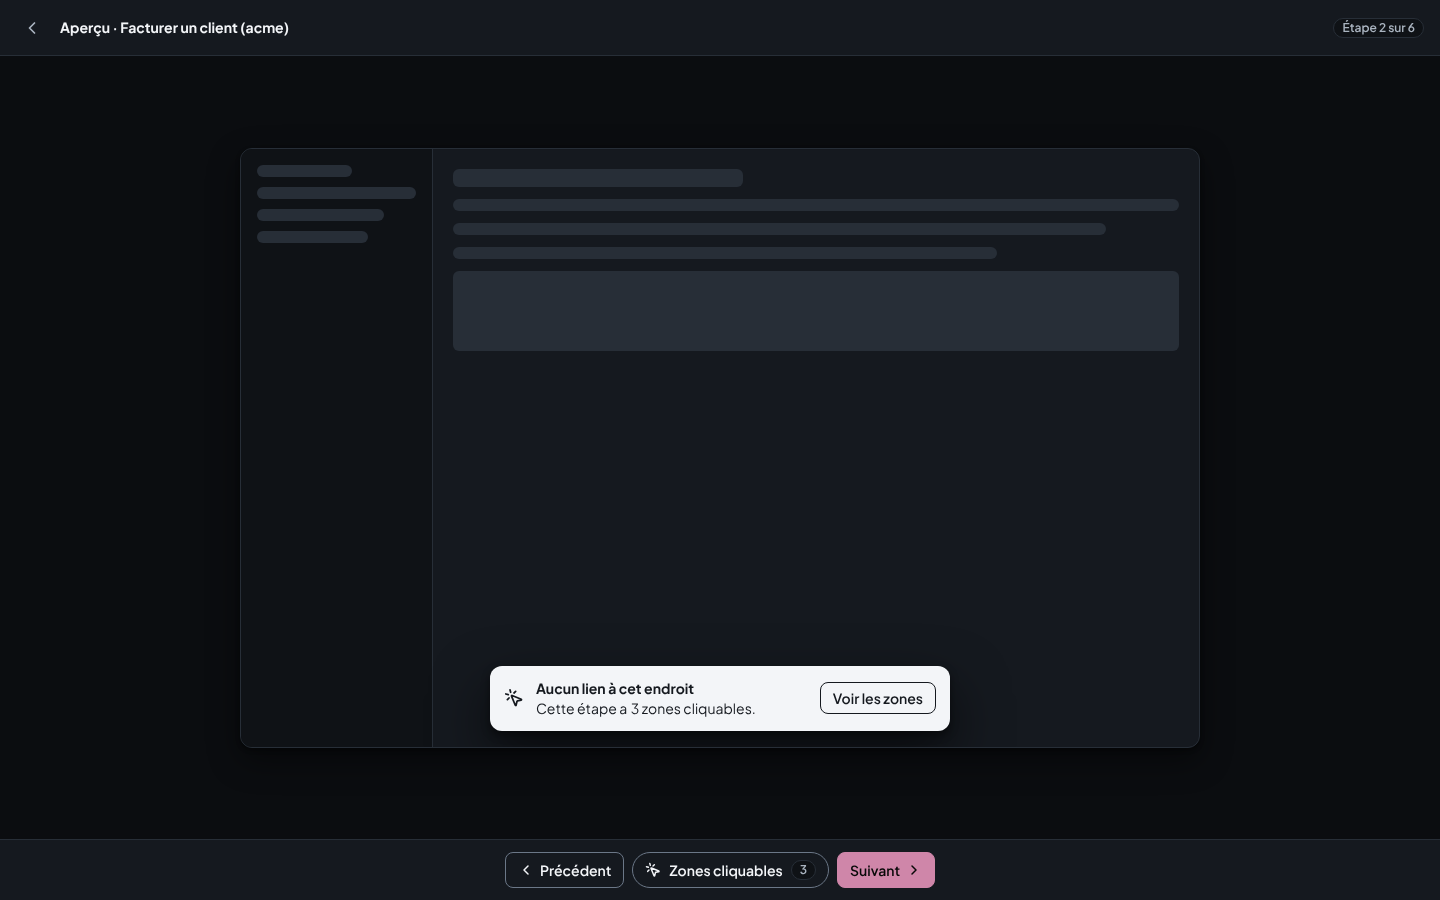 Aperçu · Facturer un client (acme)
Étape 2 sur 6
Aucun lien à cet endroit
Cette étape a 3 zones cliquables.
Voir les zones
Précédent
Zones cliquables 3
Suivant